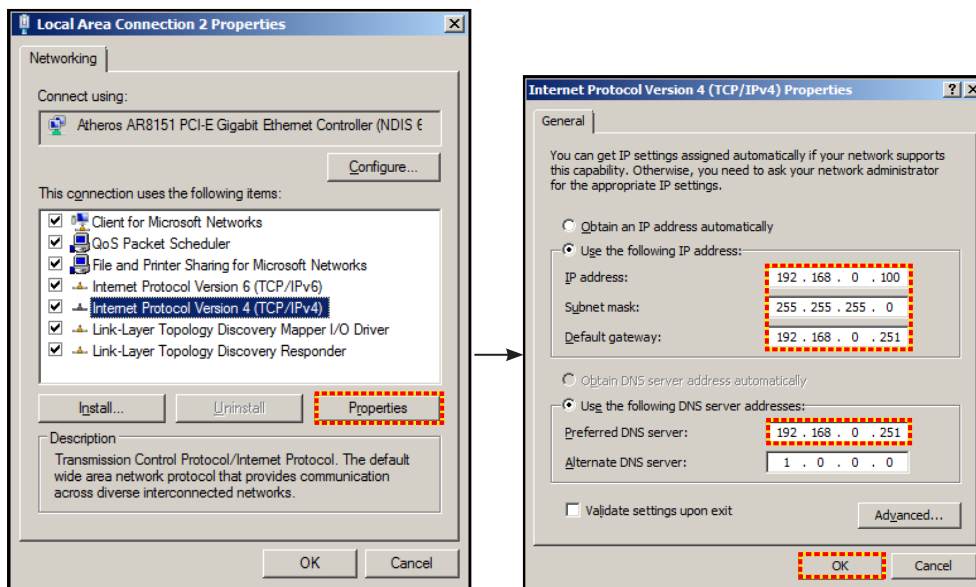 Local Area Connection 2 Properties
Networking
Connect using:
Atheros AR8151 PCI-E Gigabit Ethernet Controller (NDIS 6
Configure...
This connection uses the following items:
Client for Microsoft Networks
QoS Packet Scheduler
File and Printer Sharing for Microsoft Networks
Internet Protocol Version 6 (TCP/IPv6)
Internet Protocol Version 4 (TCP/IPv4)
Link-Layer Topology Discovery Mapper I/O Driver
Link-Layer Topology Discovery Responder
Install...
Uninstall
Properties
Description
Transmission Control Protocol/Internet Protocol. The default
wide area network protocol that provides communication
across diverse interconnected networks.
OK
Cancel
Internet Protocol Version 4 (TCP/IPv4) Properties
General
You can get IP settings assigned automatically if your network supports
this capability. Otherwise, you need to ask your network administrator
for the appropriate IP settings.
Obtain an IP address automatically
Use the following IP address:
IP address: 192 . 168 . 0 . 100
Subnet mask: 255 . 255 . 255 . 0
Default gateway: 192 . 168 . 0 . 251
Obtain DNS server address automatically
Use the following DNS server addresses:
Preferred DNS server: 192 . 168 . 0 . 251
Alternate DNS server: 1 . 0 . 0 . 0
Validate settings upon exit
Advanced...
OK
Cancel